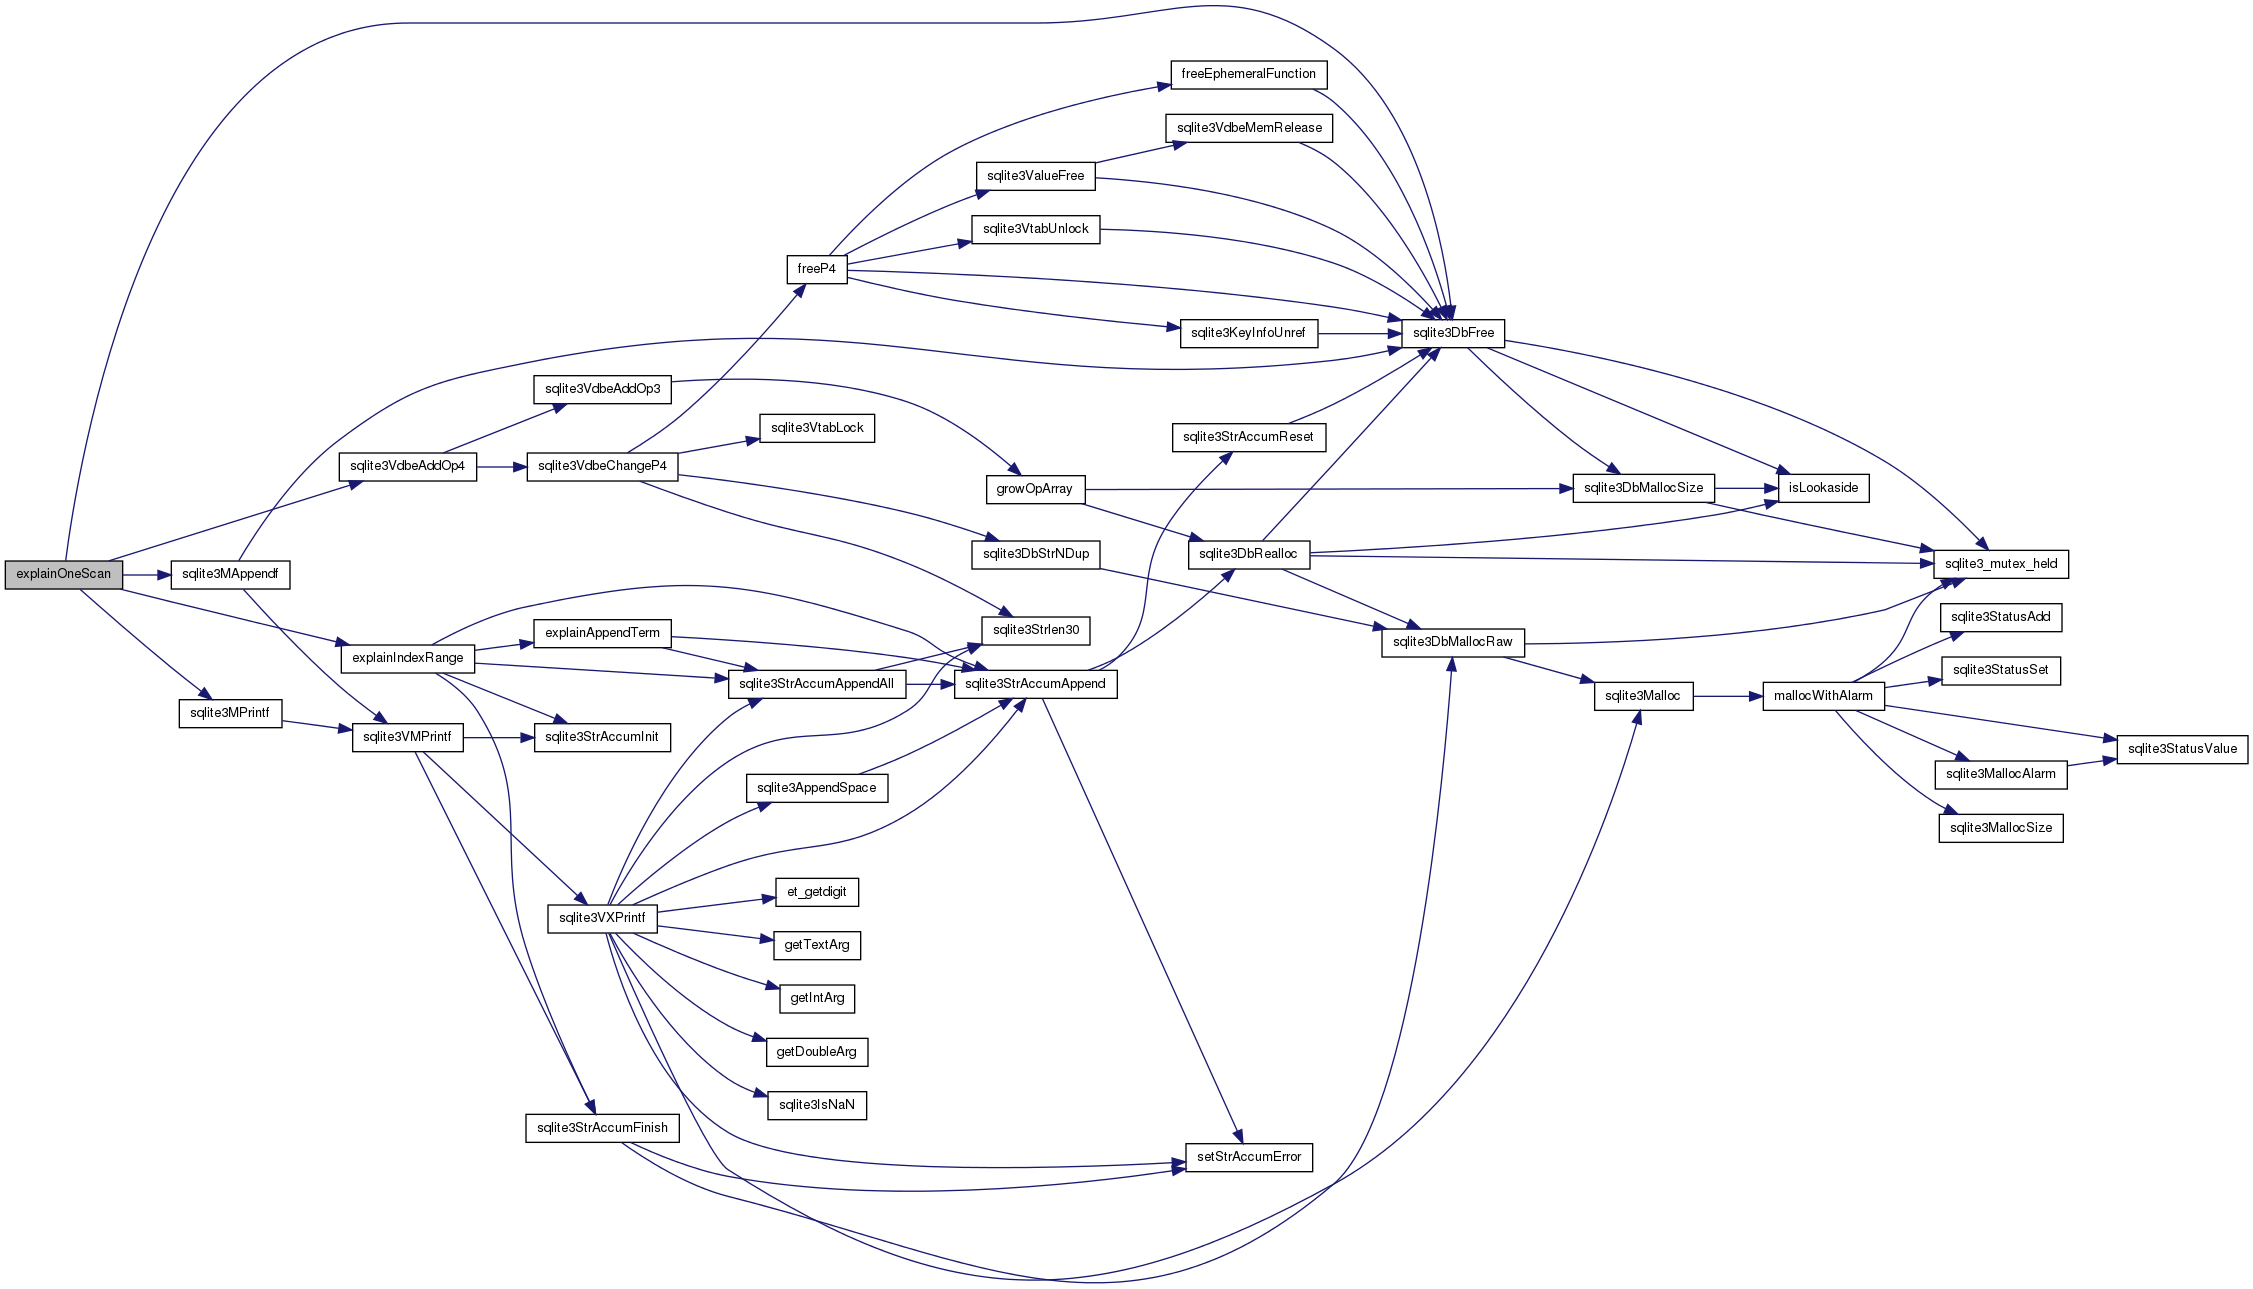 freeEphemeralFunction
sqlite3VdbeMemRelease
sqlite3ValueFree
sqlite3VtabUnlock
freeP4
sqlite3KeyInfoUnref
sqlite3DbFree
sqlite3VdbeAddOp3
sqlite3VtabLock
sqlite3StrAccumReset
sqlite3VdbeAddOp4
sqlite3VdbeChangeP4
growOpArray
sqlite3DbMallocSize
isLookaside
sqlite3DbStrNDup
sqlite3DbRealloc
sqlite3_mutex_held
explainOneScan
sqlite3MAppendf
sqlite3StatusAdd
explainAppendTerm
sqlite3Strlen30
sqlite3DbMallocRaw
explainIndexRange
sqlite3StatusSet
sqlite3StrAccumAppendAll
sqlite3StrAccumAppend
sqlite3Malloc
mallocWithAlarm
sqlite3MPrintf
sqlite3VMPrintf
sqlite3StrAccumInit
sqlite3StatusValue
sqlite3MallocAlarm
sqlite3AppendSpace
sqlite3MallocSize
et_getdigit
sqlite3VXPrintf
getTextArg
getIntArg
getDoubleArg
sqlite3IsNaN
sqlite3StrAccumFinish
setStrAccumError